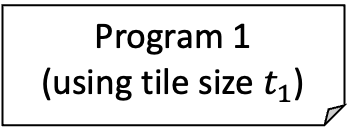 Program 1
(using tile size t₁)